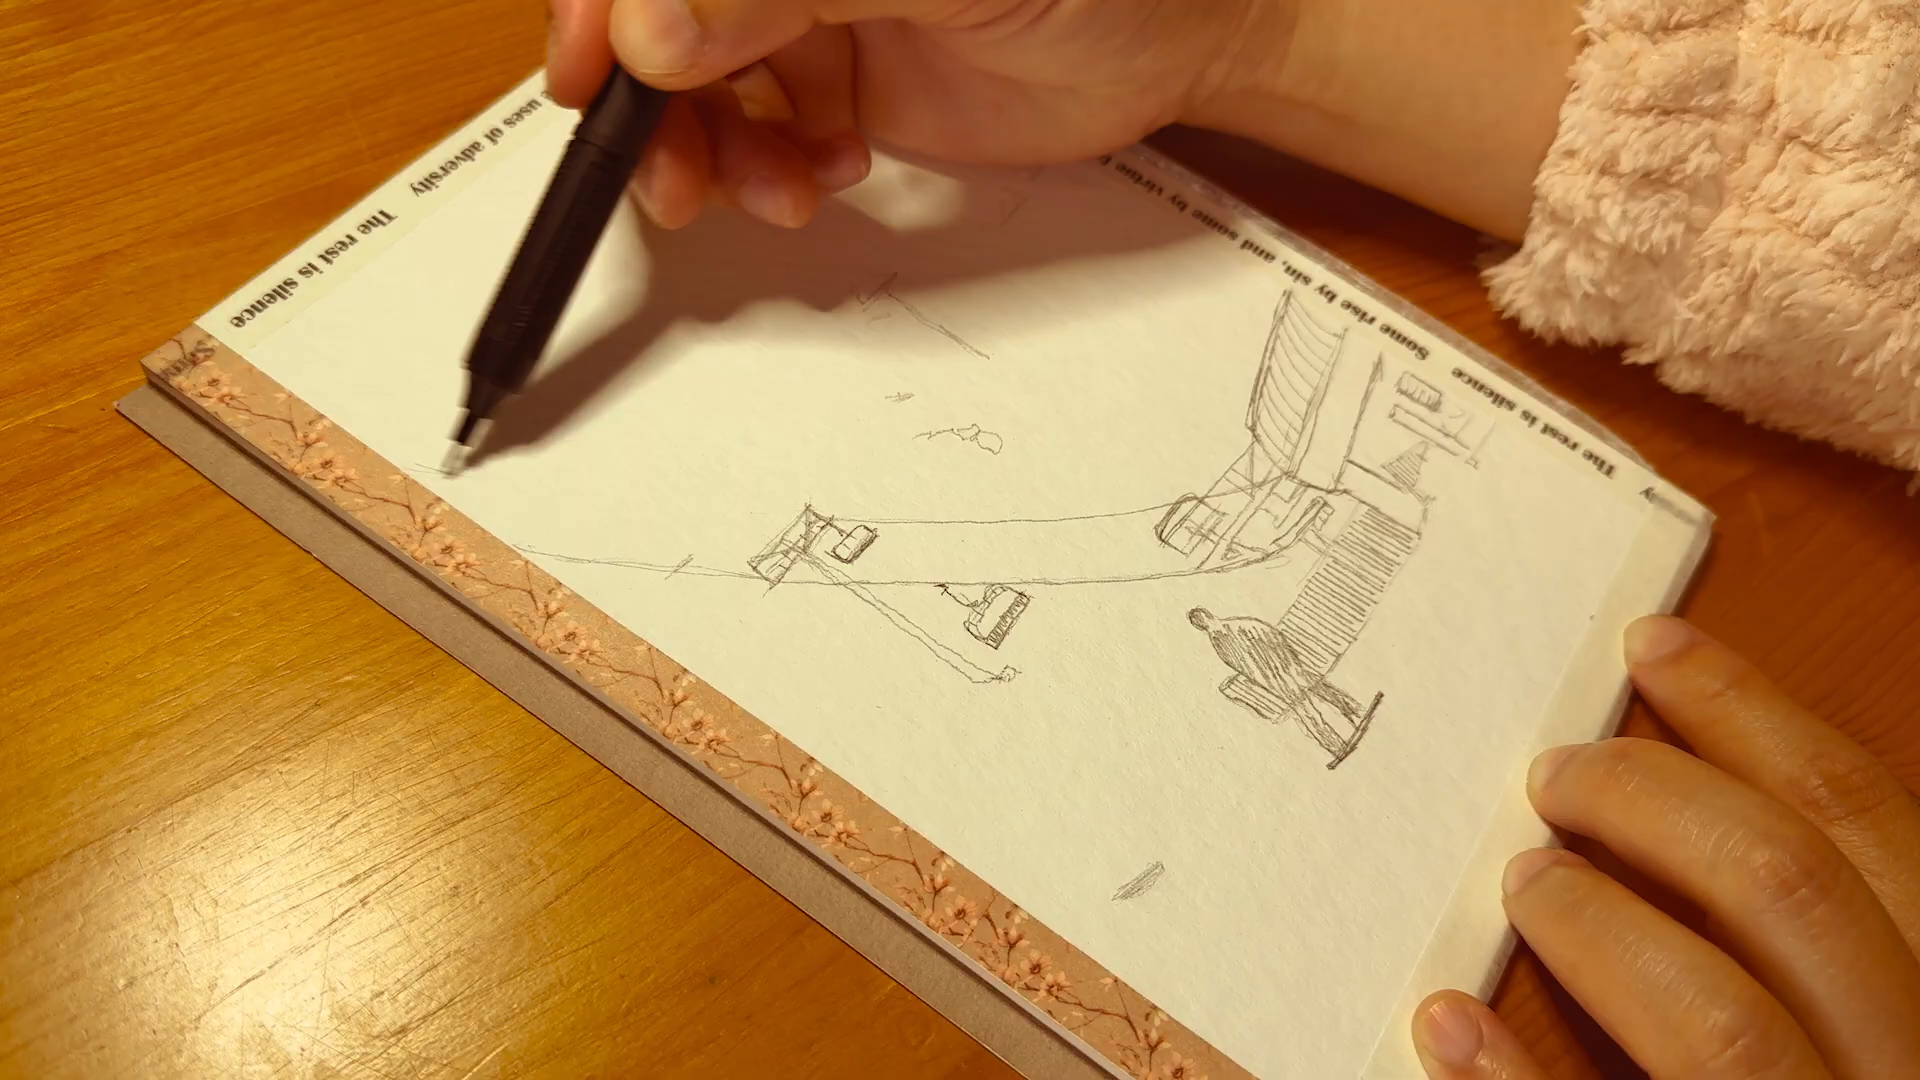 uses of adversity The rest is silence
Some rise by sin, and some by virtue
The rest is silence